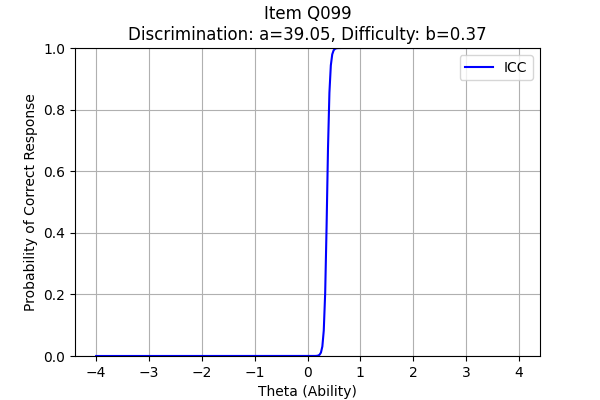 Item Q099
Discrimination: a=39.05, Difficulty: b=0.37
ICC
Probability of Correct Response
1.0
0.8
0.6
0.4
0.2
0.0
−4 −3 −2 −1 0 1 2 3 4
Theta (Ability)